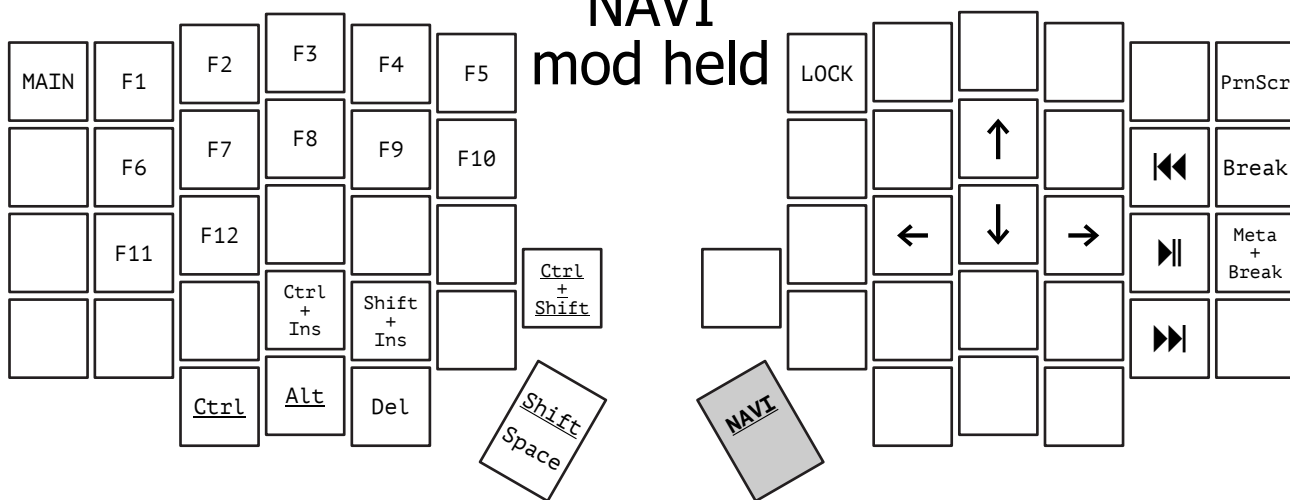 NAVI
mod held
MAIN
F1
F2
F3
F4
F5
LOCK
PrnScr
F6
F7
F8
F9
F10
↑
Break
F11
F12
←
↓
→
Meta
+
Break
Ctrl
+
Ins
Shift
+
Ins
Ctrl
+
Shift
Ctrl
Alt
Del
Shift
Space
NAVI